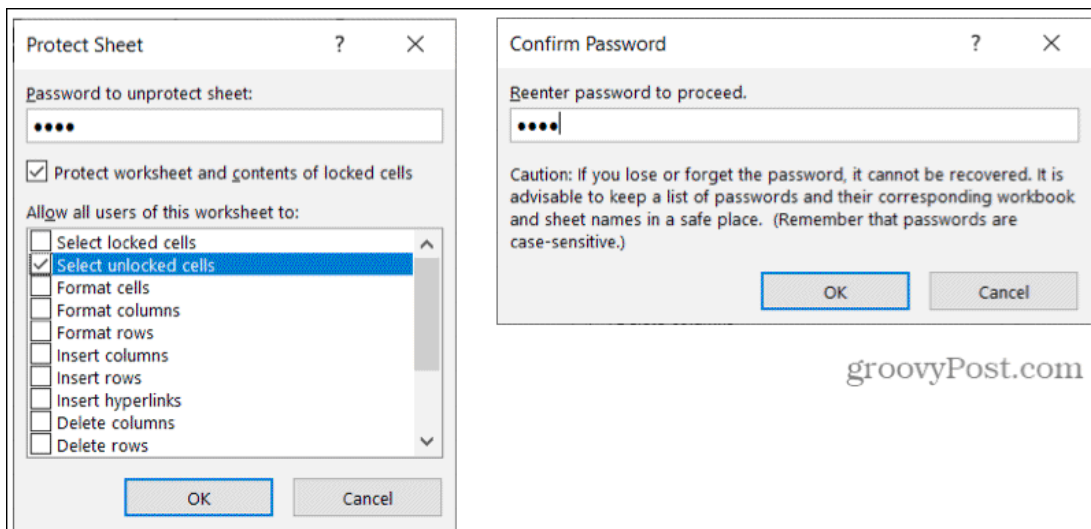 Protect Sheet
Password to unprotect sheet:
Protect worksheet and contents of locked cells
Allow all users of this worksheet to:
Select locked cells
Select unlocked cells
Format cells
Format columns
Format rows
Insert columns
Insert rows
Insert hyperlinks
Delete columns
Delete rows
OK
Cancel
Confirm Password
Reenter password to proceed.
Caution: If you lose or forget the password, it cannot be recovered. It is
advisable to keep a list of passwords and their corresponding workbook
and sheet names in a safe place. (Remember that passwords are
case-sensitive.)
OK
Cancel
groovyPost.com